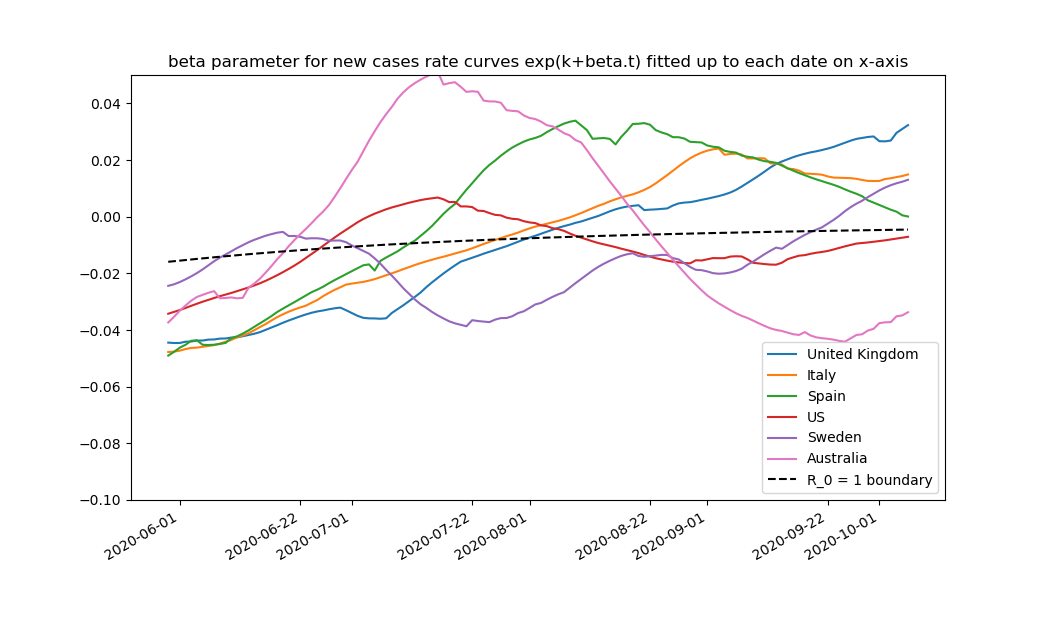 beta parameter for new cases rate curves exp(k+beta.t) fitted up to each date on x-axis
0.04
0.02
0.00
−0.02
−0.04
−0.06
−0.08
−0.10
United Kingdom
Italy
Spain
US
Sweden
Australia
R_0 = 1 boundary
2020-06-01
2020-06-22
2020-07-01
2020-07-22
2020-08-01
2020-08-22
2020-09-01
2020-09-22
2020-10-01